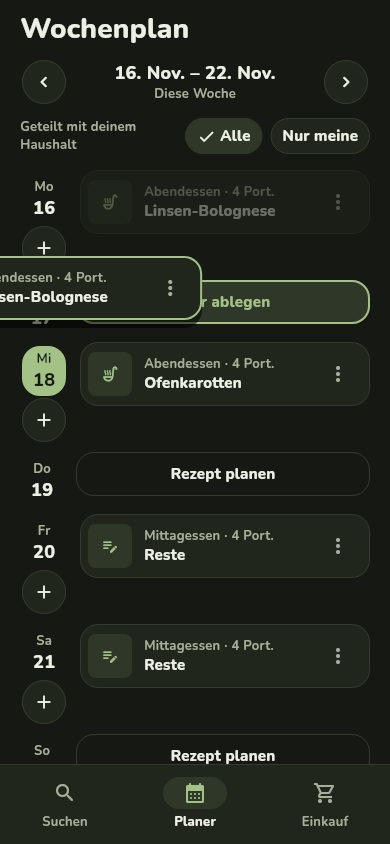 Wochenplan
16. Nov. – 22. Nov.
Diese Woche
Geteilt mit deinem
Haushalt
Alle
Nur meine
Mo
16
Abendessen · 4 Port.
Linsen-Bolognese
endessen · 4 Port.
sen-Bolognese
r ablegen
Mi
18
Abendessen · 4 Port.
Ofenkarotten
Do
19
Rezept planen
Fr
20
Mittagessen · 4 Port.
Reste
Sa
21
Mittagessen · 4 Port.
Reste
So
Rezept planen
Suchen
Planer
Einkauf